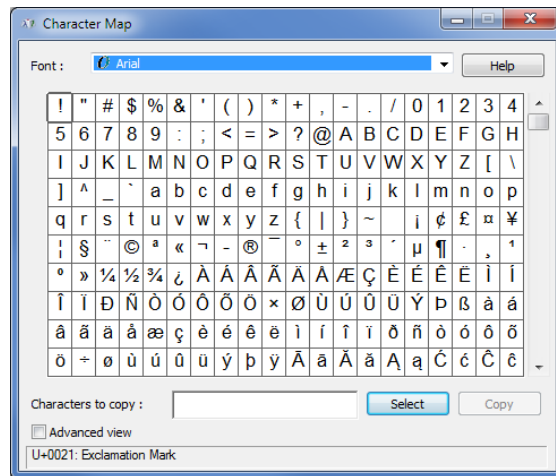 Character Map
Font :
Arial
Help
! " # $ % & ' ( ) * + , - . / 0 1 2 3 4
5 6 7 8 9 : ; < = > ? @ A B C D E F G H
I J K L M N O P Q R S T U V W X Y Z [ \
] ^ _ ` a b c d e f g h i j k l m n o p
q r s t u v w x y z { | } ~ ¡ ¢ £ ¤ ¥
¦ § ¨ © ª « ¬ - ® ¯ ° ± ² ³ ´ µ ¶ · ¸ ¹
º » ¼ ½ ¾ ¿ À Á Â Ã Ä Å Æ Ç È É Ê Ë Ì Í
Î Ï Ð Ñ Ò Ó Ô Õ Ö × Ø Ù Ú Û Ü Ý Þ ß à á
â ã ä å æ ç è é ê ë ì í î ï ð ñ ò ó ô õ
ö ÷ ø ù ú û ü ý þ ÿ Ā ā Ă ă Ą ą Ć ć Ĉ ĉ
Characters to copy :
Select
Copy
Advanced view
U+0021: Exclamation Mark